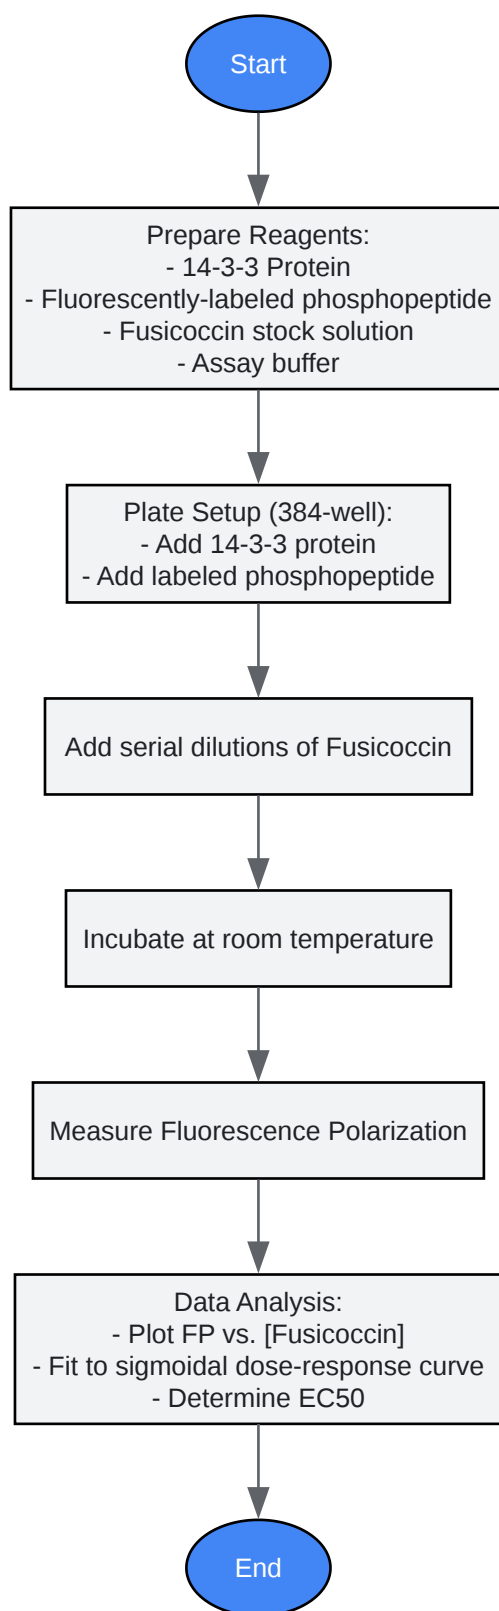 Start
Prepare Reagents:
- 14-3-3 Protein
- Fluorescently-labeled phosphopeptide
- Fusicoccin stock solution
- Assay buffer
Plate Setup (384-well):
- Add 14-3-3 protein
- Add labeled phosphopeptide
Add serial dilutions of Fusicoccin
Incubate at room temperature
Measure Fluorescence Polarization
Data Analysis:
- Plot FP vs. [Fusicoccin]
- Fit to sigmoidal dose-response curve
- Determine EC50
End